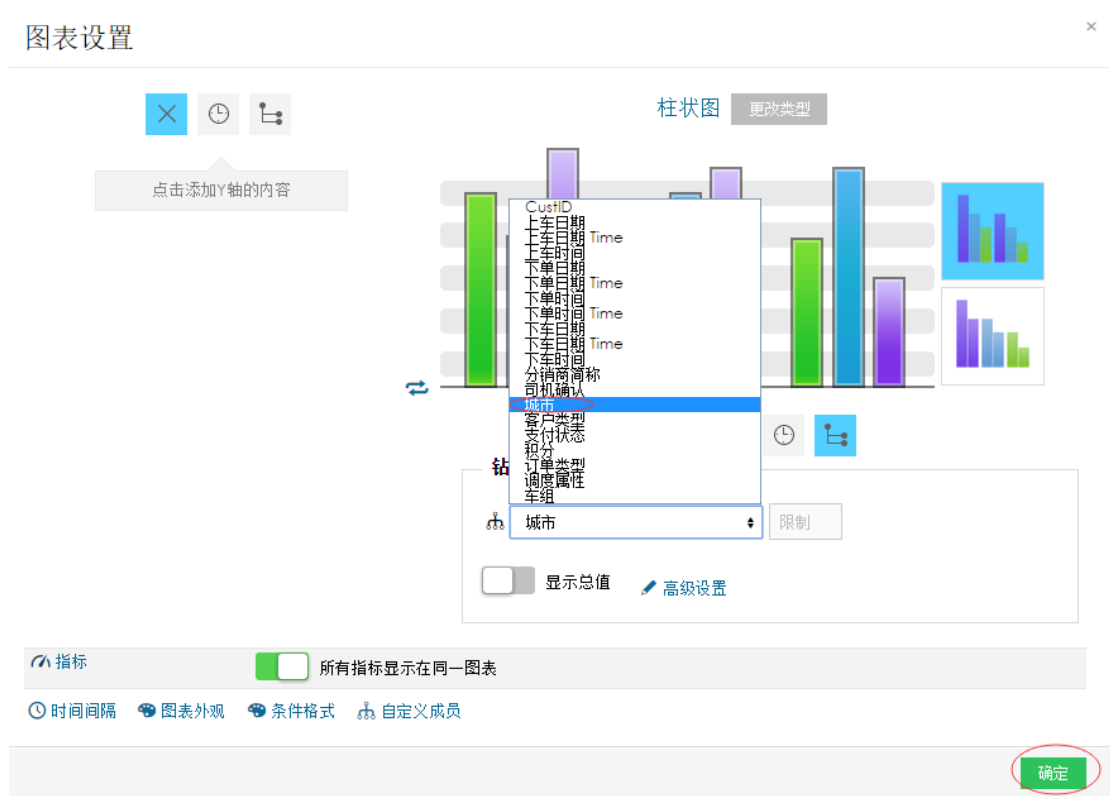 图表设置
×
柱状图 更改类型
点击添加Y轴的内容
CustID
上车日期
上车日期 Time
上车时间
下单日期
下单日期 Time
下单时间
下单时间 Time
下车日期
下车日期 Time
下车时间
分销商简称
司机确认
城市
客户类型
支付状态
积分
订单类型
调度属性
车组
钻
城市 限制
显示总值 高级设置
指标 所有指标显示在同一图表
时间间隔 图表外观 条件格式 自定义成员
确定